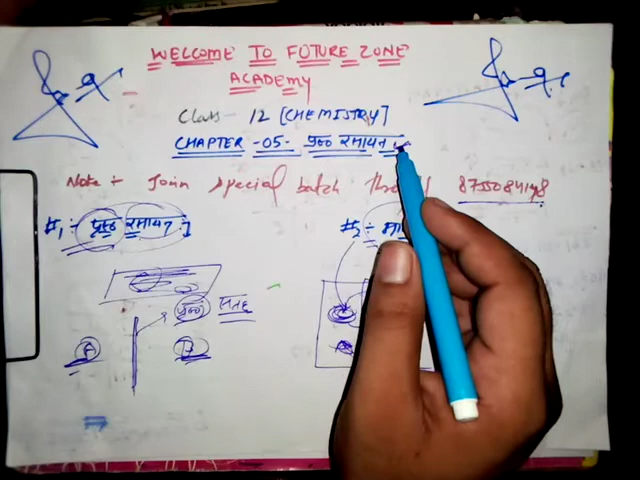 WELCOME TO FUTURE ZONE
ACADEMY
Class - 12 [CHEMISTRY]
CHAPTER - 05 - पृष्ठ रसायन
Note :- Join special batch
#1 :- पृष्ठ रसायन :]
#2 :-
पृष्ठ सतह
A B